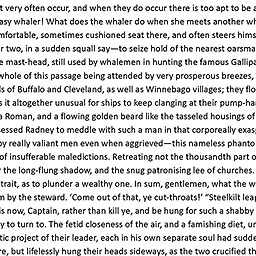 t very often occur, and when they do occur there is too apt to be a
easy whaler! What does the whaler do when she meets another wh
mfortable, sometimes cushioned seat there, and often steers hims
r two, in a sudden squall say—to seize hold of the nearest oarsma
e mast-head, still used by whalemen in hunting the famous Gallipa
whole of this passage being attended by very prosperous breezes,
ls of Buffalo and Cleveland, as well as Winnebago villages; they flo
s it altogether unusual for ships to keep clanging at their pump-han
a Roman, and a flowing golden beard like the tasseled housings of
sessed Radney to meddle with such a man in that corporeally exasp
by really valiant men even when aggrieved—this nameless phanto
of insufferable maledictions. Retreating not the thousandth part o
r the long-flung shadow, and the snug patronising lee of churches.
trait, as to plunder a wealthy one. In sum, gentlemen, what the w
m by the steward. ‘Come out of that, ye cut-throats!’ “Steelkilt leap
is now, Captain, rather than kill ye, and be hung for such a shabby
y to turn to. The fetid closeness of the air, and a famishing diet, un
tic project of their leader, each in his own separate soul had sudde
re, but lifelessly hung their heads sideways, as the two crucified th